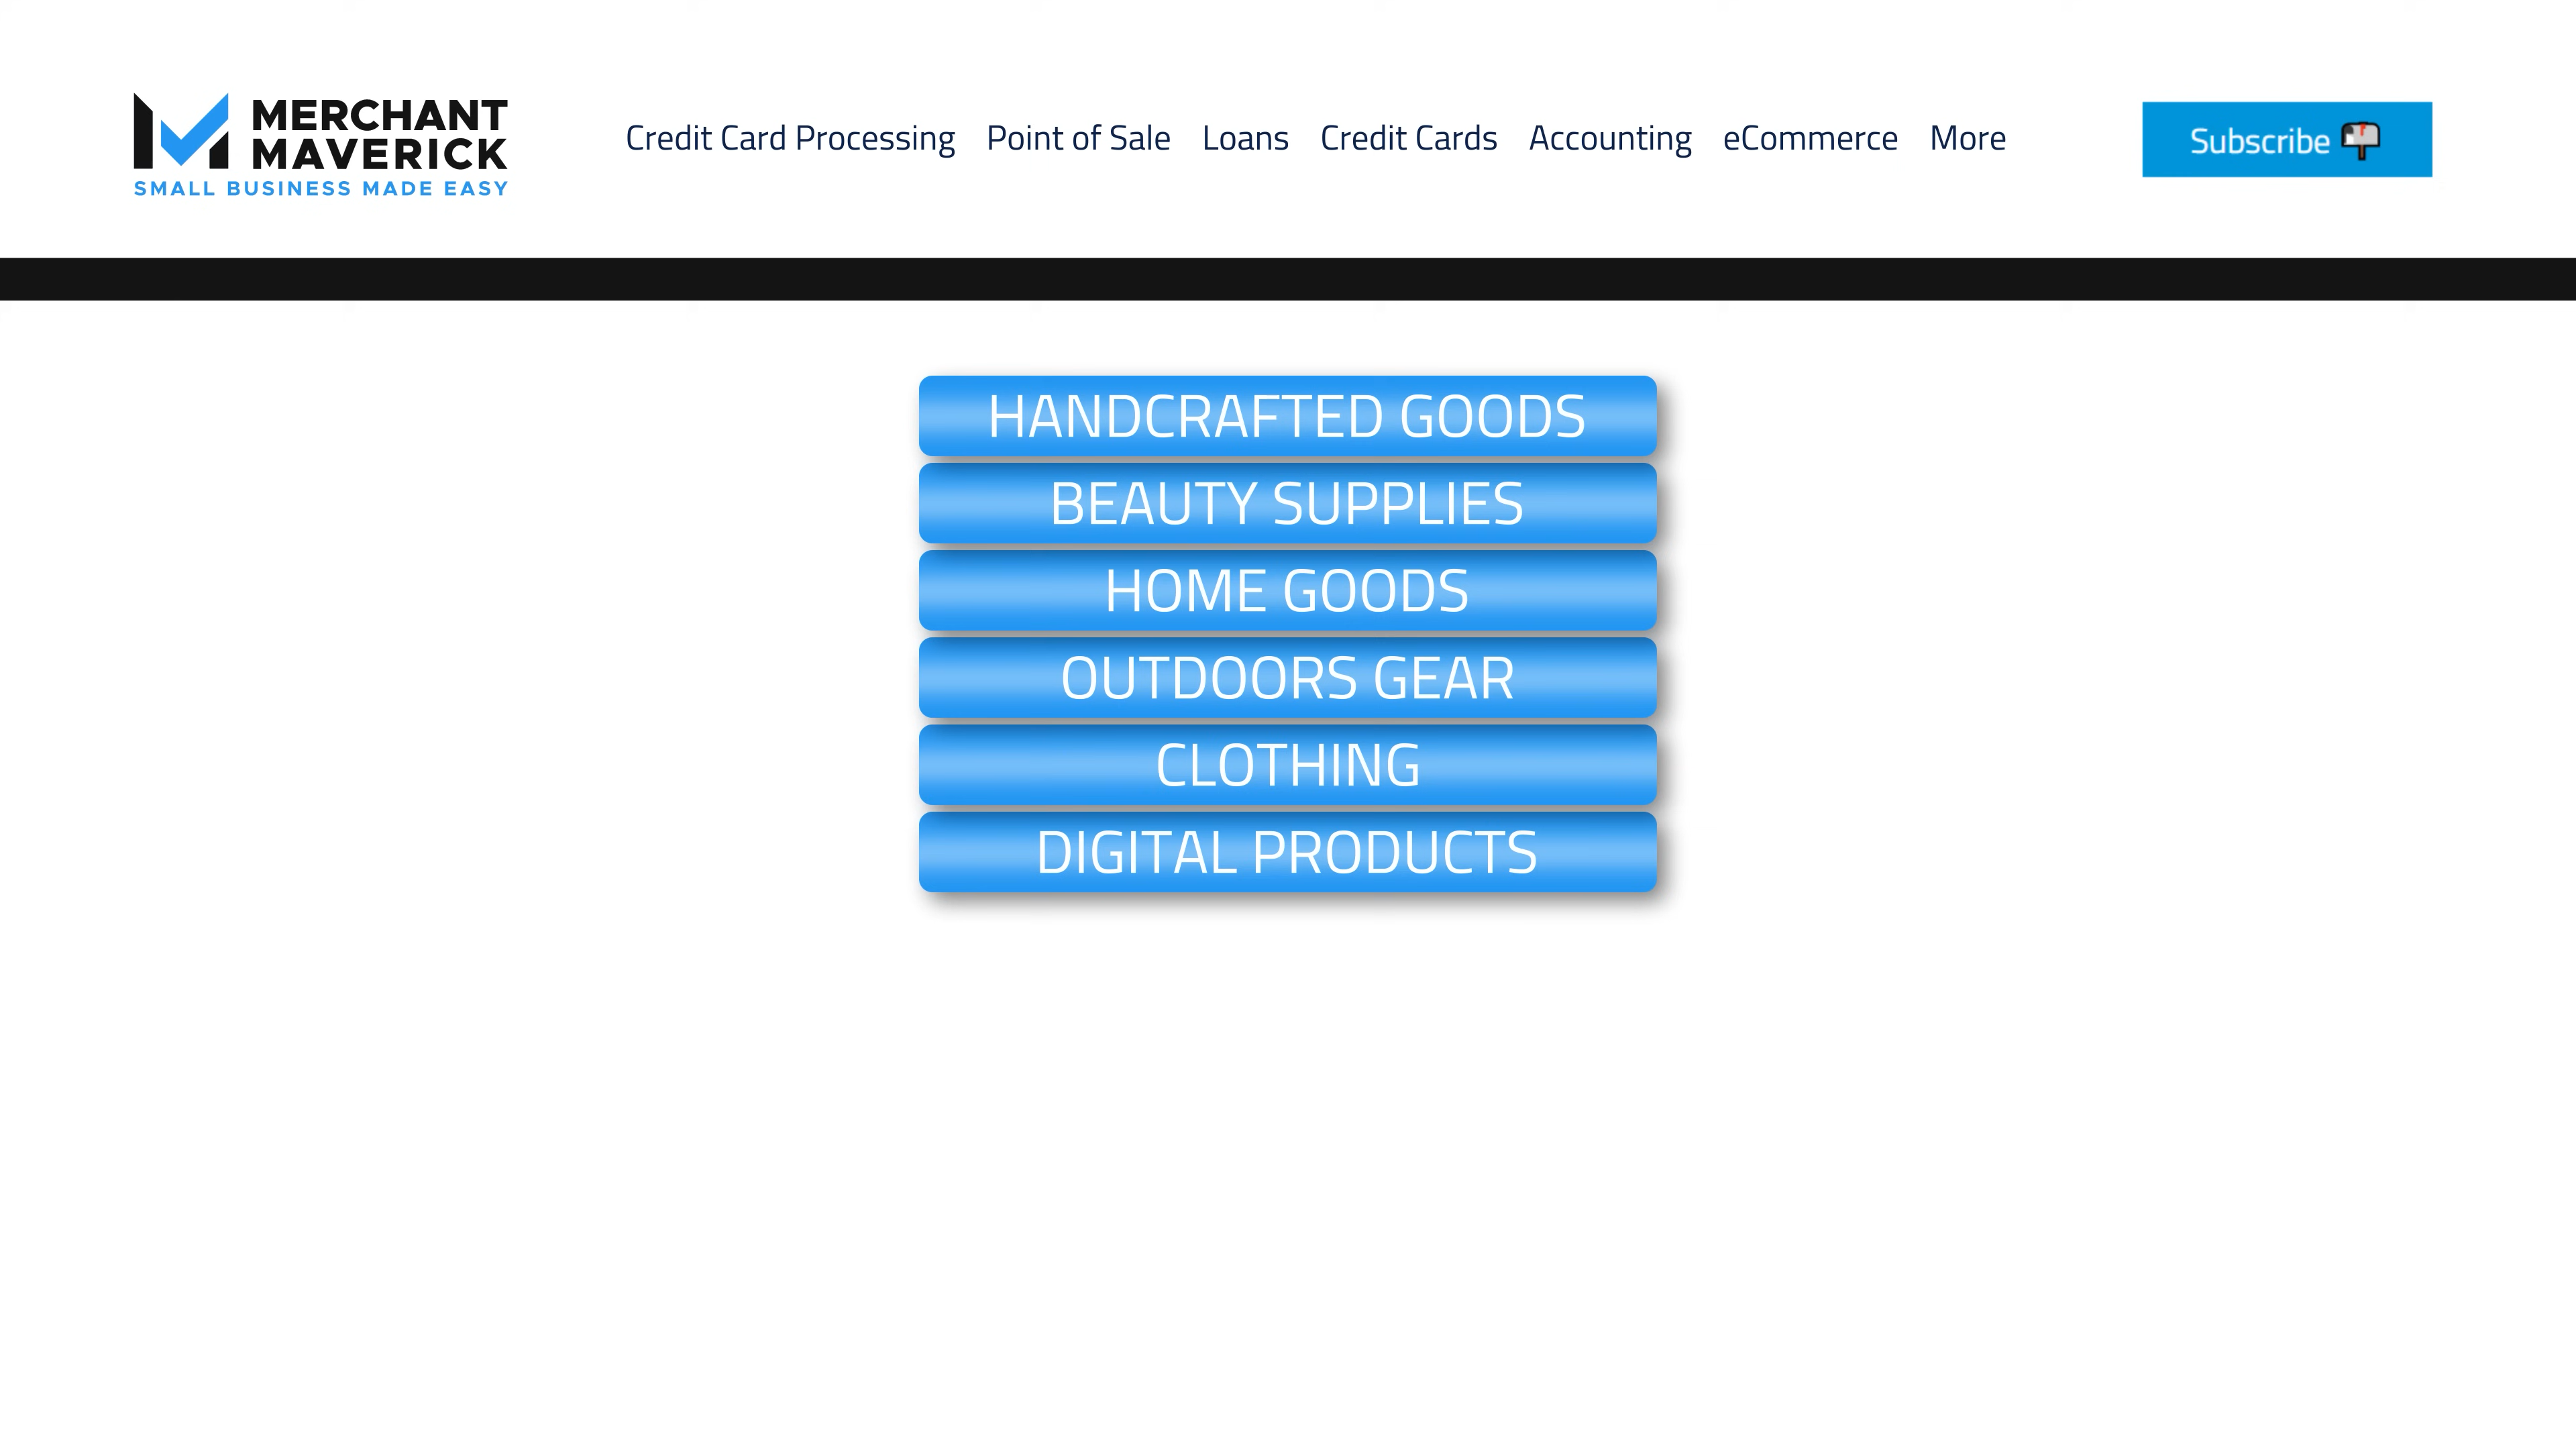 MERCHANT
MAVERICK
SMALL BUSINESS MADE EASY
Credit Card Processing Point of Sale Loans Credit Cards Accounting eCommerce More
Subscribe
HANDCRAFTED GOODS
BEAUTY SUPPLIES
HOME GOODS
OUTDOORS GEAR
CLOTHING
DIGITAL PRODUCTS